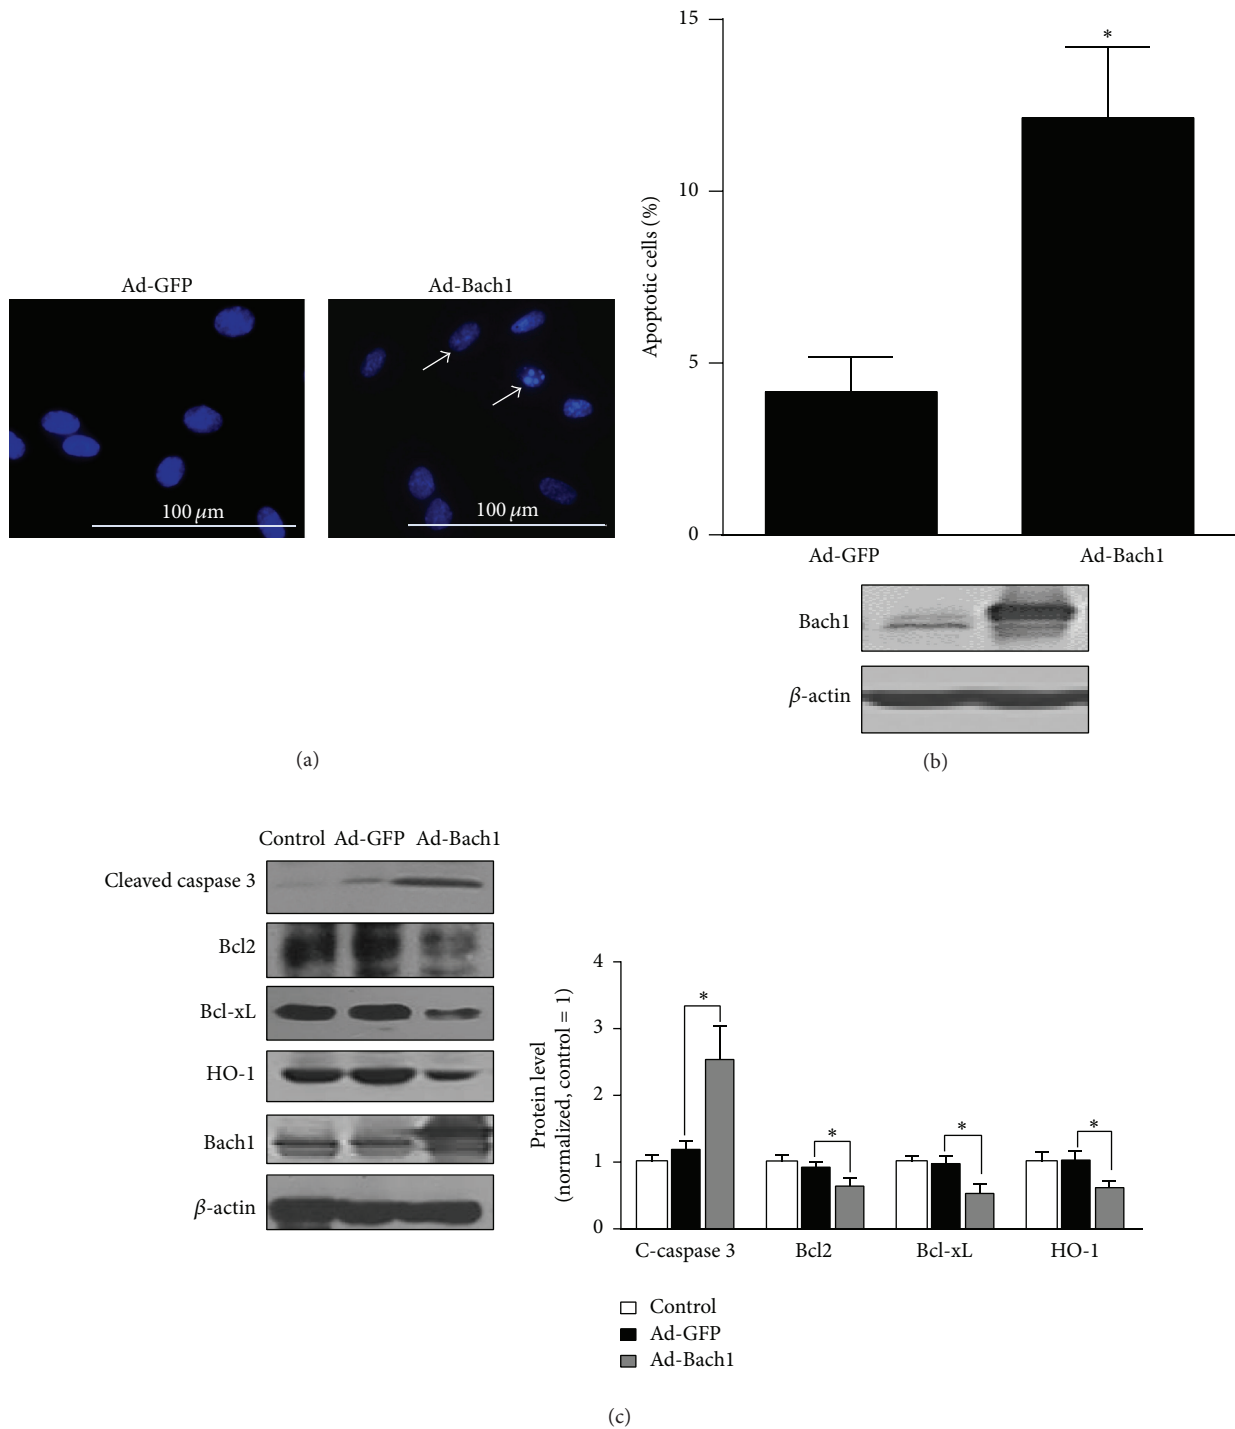 Ad-GFP
Ad-Bach1
100 μm
100 μm
(a)
15
10
5
0
Apoptotic cells (%)
*
Ad-GFP
Ad-Bach1
Bach1
β-actin
(b)
Control Ad-GFP Ad-Bach1
Cleaved caspase 3
Bcl2
Bcl-xL
HO-1
Bach1
β-actin
Protein level
(normalized, control = 1)
4
3
2
1
0
*
*
*
*
C-caspase 3
Bcl2
Bcl-xL
HO-1
Control
Ad-GFP
Ad-Bach1
(c)